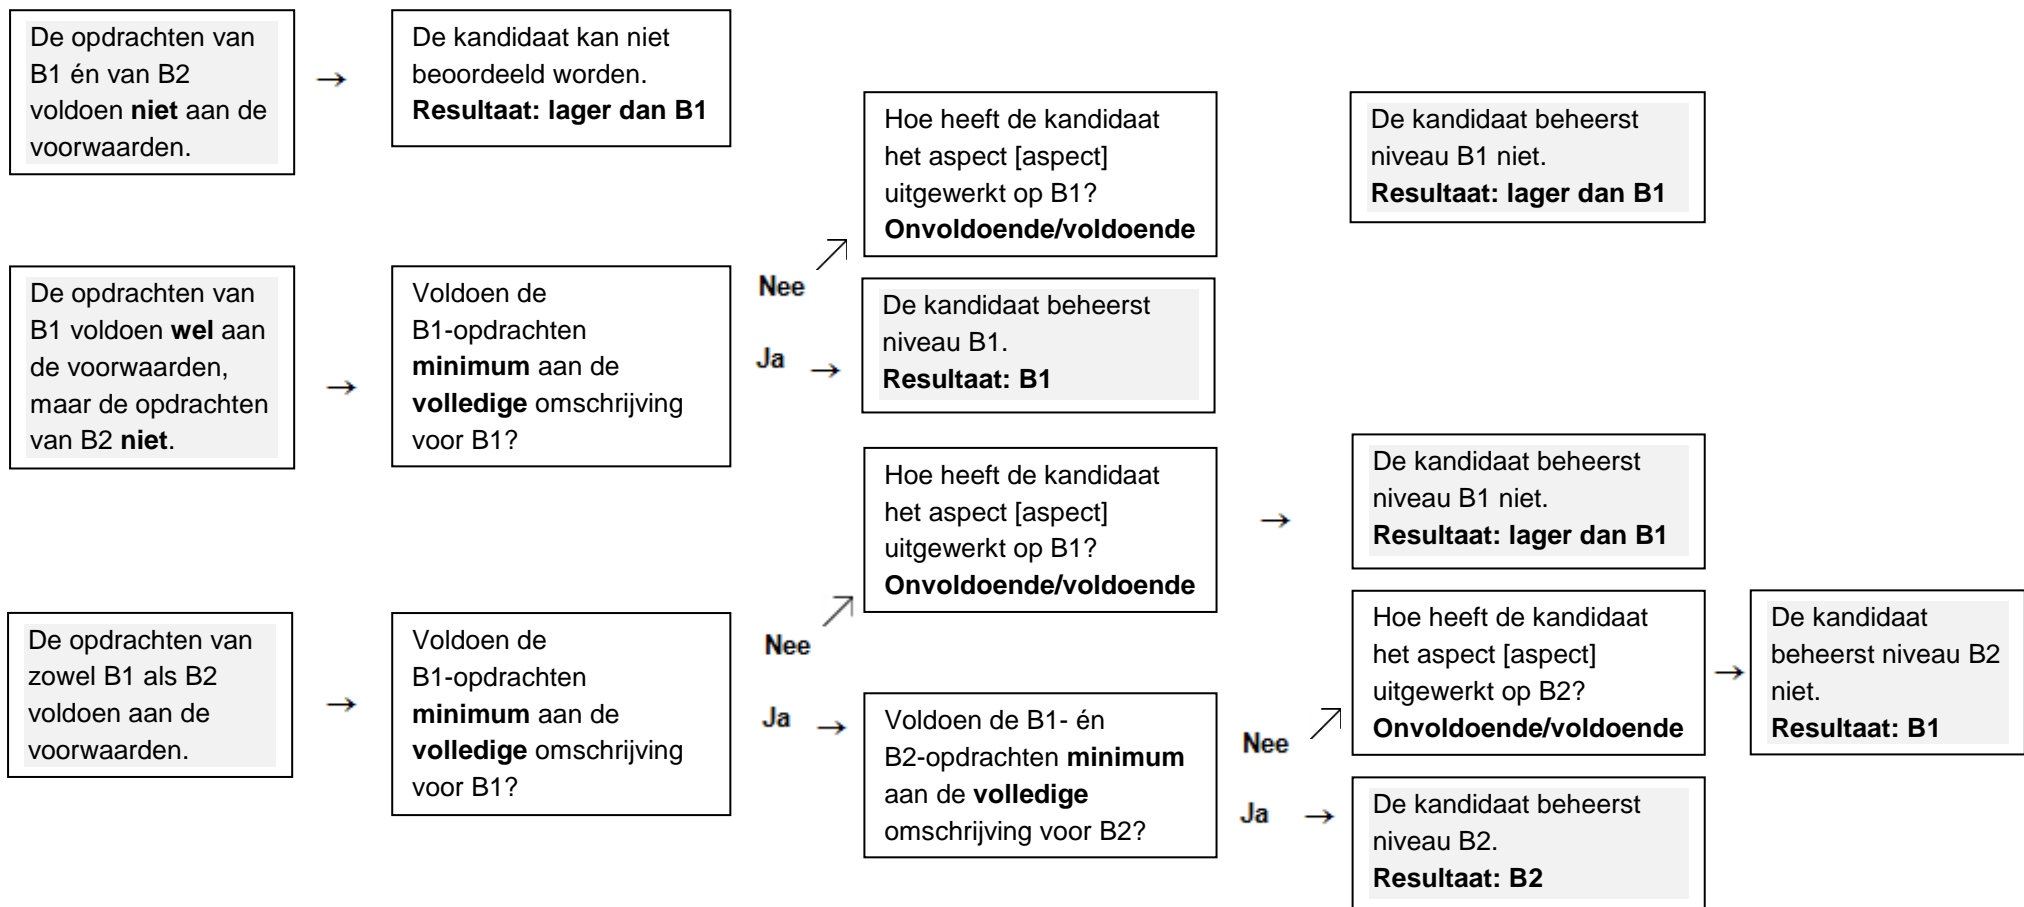 De opdrachten van
B1 én van B2
voldoen niet aan de
voorwaarden.
→
De kandidaat kan niet
beoordeeld worden.
Resultaat: lager dan B1
Hoe heeft de kandidaat
het aspect [aspect]
uitgewerkt op B1?
Onvoldoende/voldoende
De kandidaat beheerst
niveau B1 niet.
Resultaat: lager dan B1
De opdrachten van
B1 voldoen wel aan
de voorwaarden,
maar de opdrachten
van B2 niet.
→
Voldoen de
B1-opdrachten
minimum aan de
volledige omschrijving
voor B1?
Nee
Ja →
De kandidaat beheerst
niveau B1.
Resultaat: B1
Hoe heeft de kandidaat
het aspect [aspect]
uitgewerkt op B1?
Onvoldoende/voldoende
→
De kandidaat beheerst
niveau B1 niet.
Resultaat: lager dan B1
De opdrachten van
zowel B1 als B2
voldoen aan de
voorwaarden.
→
Voldoen de
B1-opdrachten
minimum aan de
volledige omschrijving
voor B1?
Nee
Ja →
Voldoen de B1- én
B2-opdrachten minimum
aan de volledige
omschrijving voor B2?
Nee
Hoe heeft de kandidaat
het aspect [aspect]
uitgewerkt op B2?
Onvoldoende/voldoende
→
De kandidaat
beheerst niveau B2
niet.
Resultaat: B1
Ja →
De kandidaat beheerst
niveau B2.
Resultaat: B2